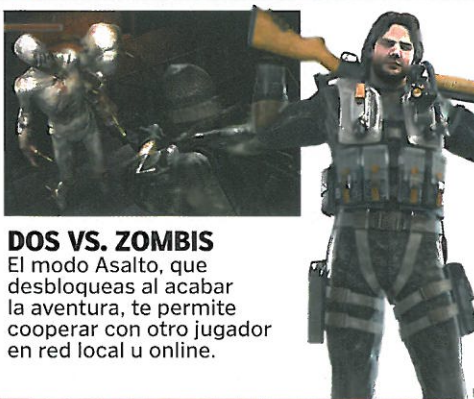 DOS VS. ZOMBIS
El modo Asalto, que
desbloqueas al acabar
la aventura, te permite
cooperar con otro jugador
en red local u online.